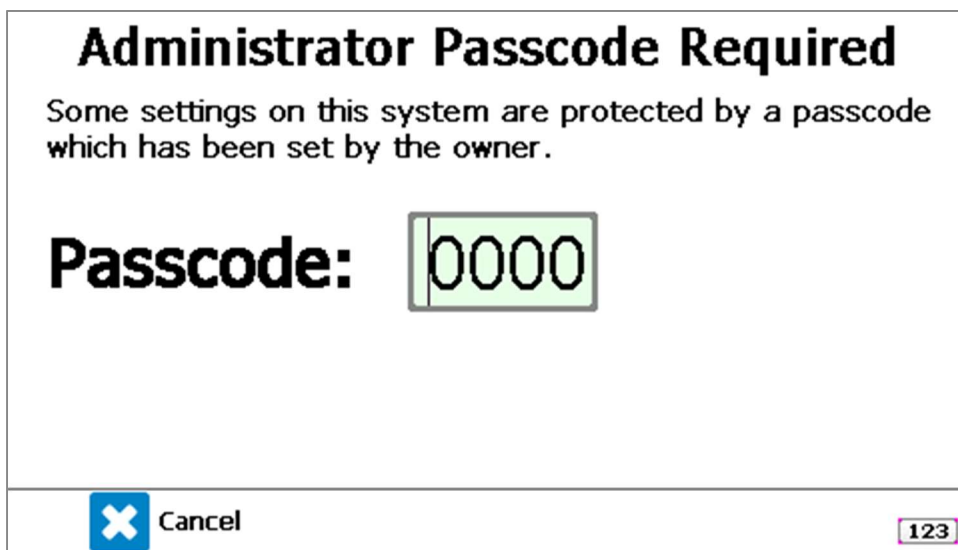 Administrator Passcode Required
Some settings on this system are protected by a passcode
which has been set by the owner.
Passcode: 0000
Cancel
123